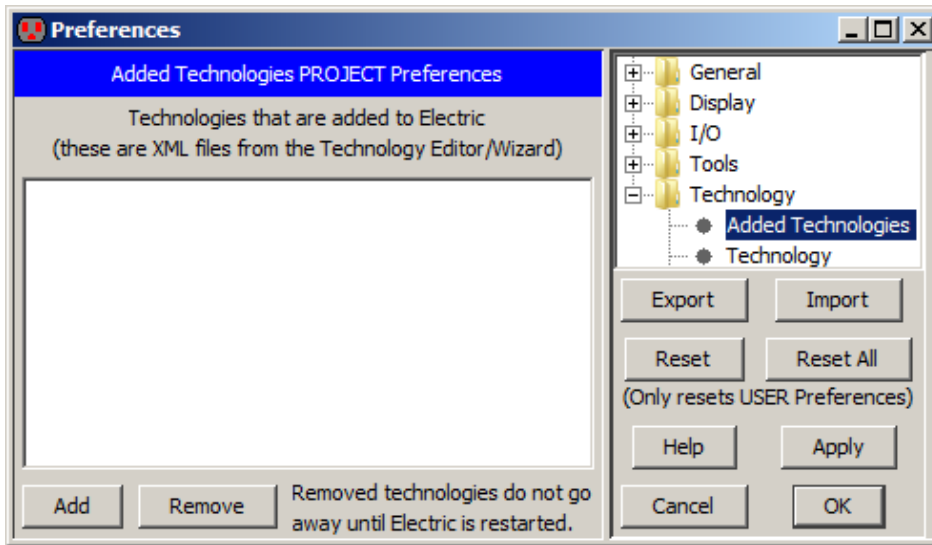 Preferences
Added Technologies PROJECT Preferences
Technologies that are added to Electric
(these are XML files from the Technology Editor/Wizard)
Add
Remove
Removed technologies do not go
away until Electric is restarted.
General
Display
I/O
Tools
Technology
Added Technologies
Technology
Export
Import
Reset
Reset All
(Only resets USER Preferences)
Help
Apply
Cancel
OK